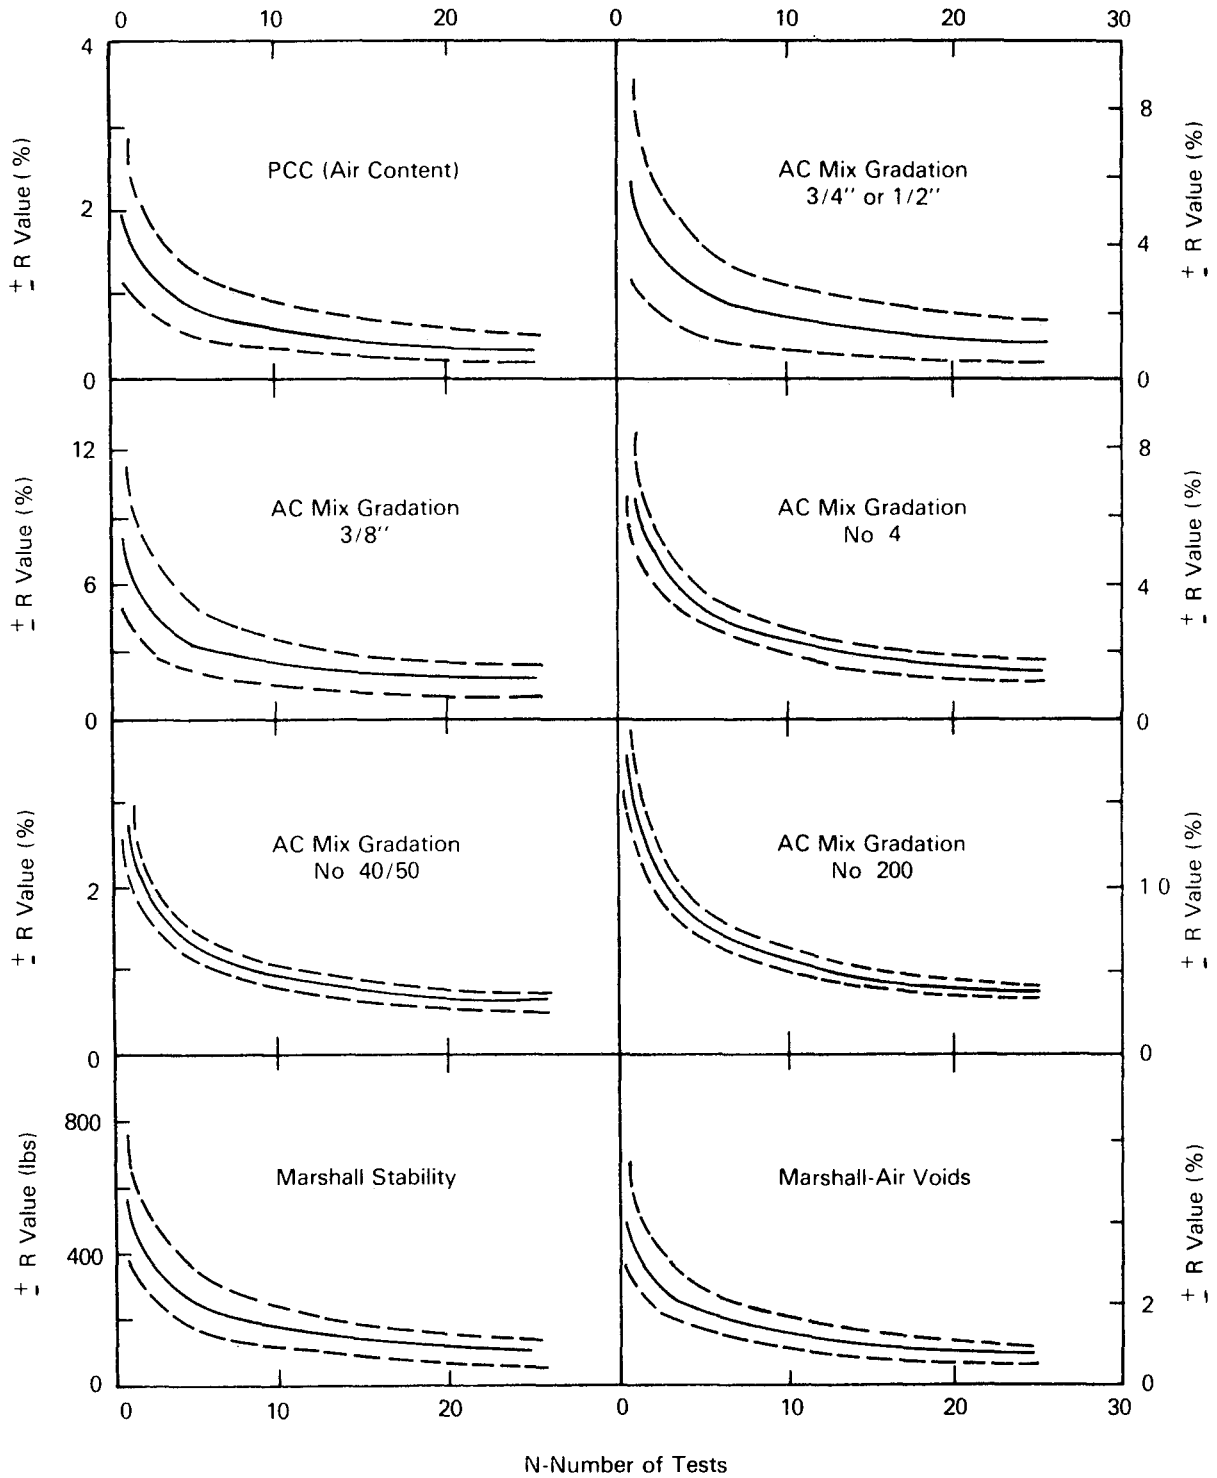 0 10 20 0 10 20 30
4
2
0
± R Value (%)
PCC (Air Content)
AC Mix Gradation
3/4" or 1/2"
8
4
0
± R Value (%)
12
6
0
± R Value (%)
AC Mix Gradation
3/8"
AC Mix Gradation
No 4
8
4
0
± R Value (%)
2
0
± R Value (%)
AC Mix Gradation
No 40/50
AC Mix Gradation
No 200
1 0
0
± R Value (%)
800
400
0
± R Value (lbs)
Marshall Stability
Marshall-Air Voids
2
0
± R Value (%)
0 10 20 0 10 20 30
N-Number of Tests